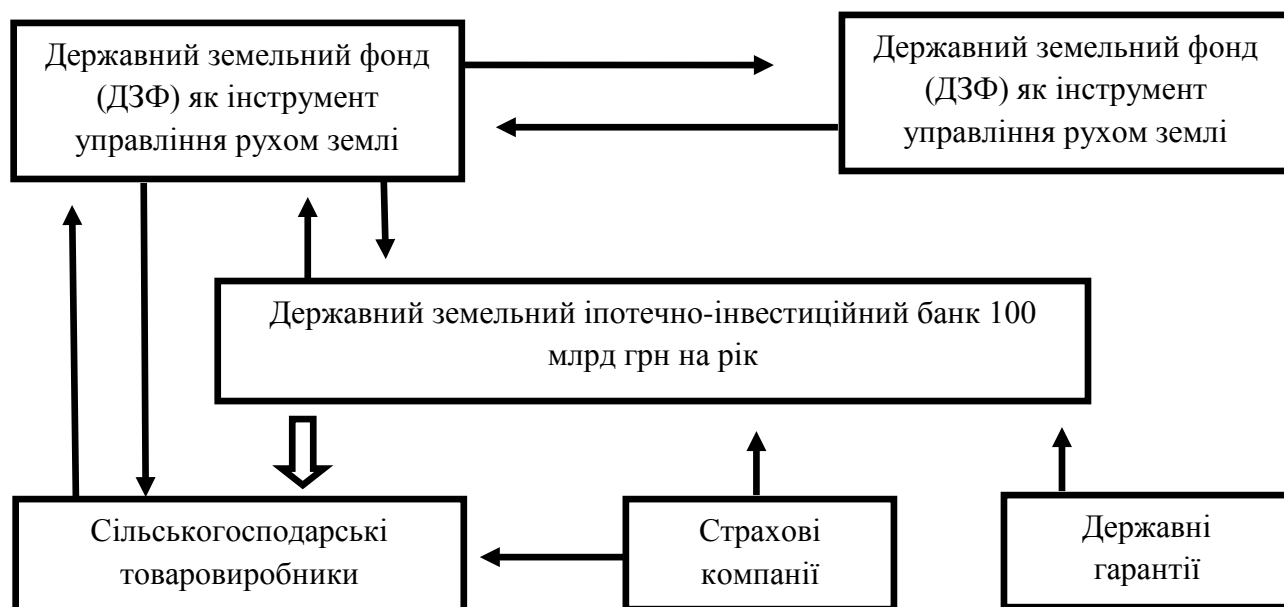 Державний земельний фонд
(ДЗФ) як інструмент
управління рухом землі
Державний земельний фонд
(ДЗФ) як інструмент
управління рухом землі
Державний земельний іпотечно-інвестиційний банк 100
млрд грн на рік
Сільськогосподарські
товаровиробники
Страхові
компанії
Державні
гарантії